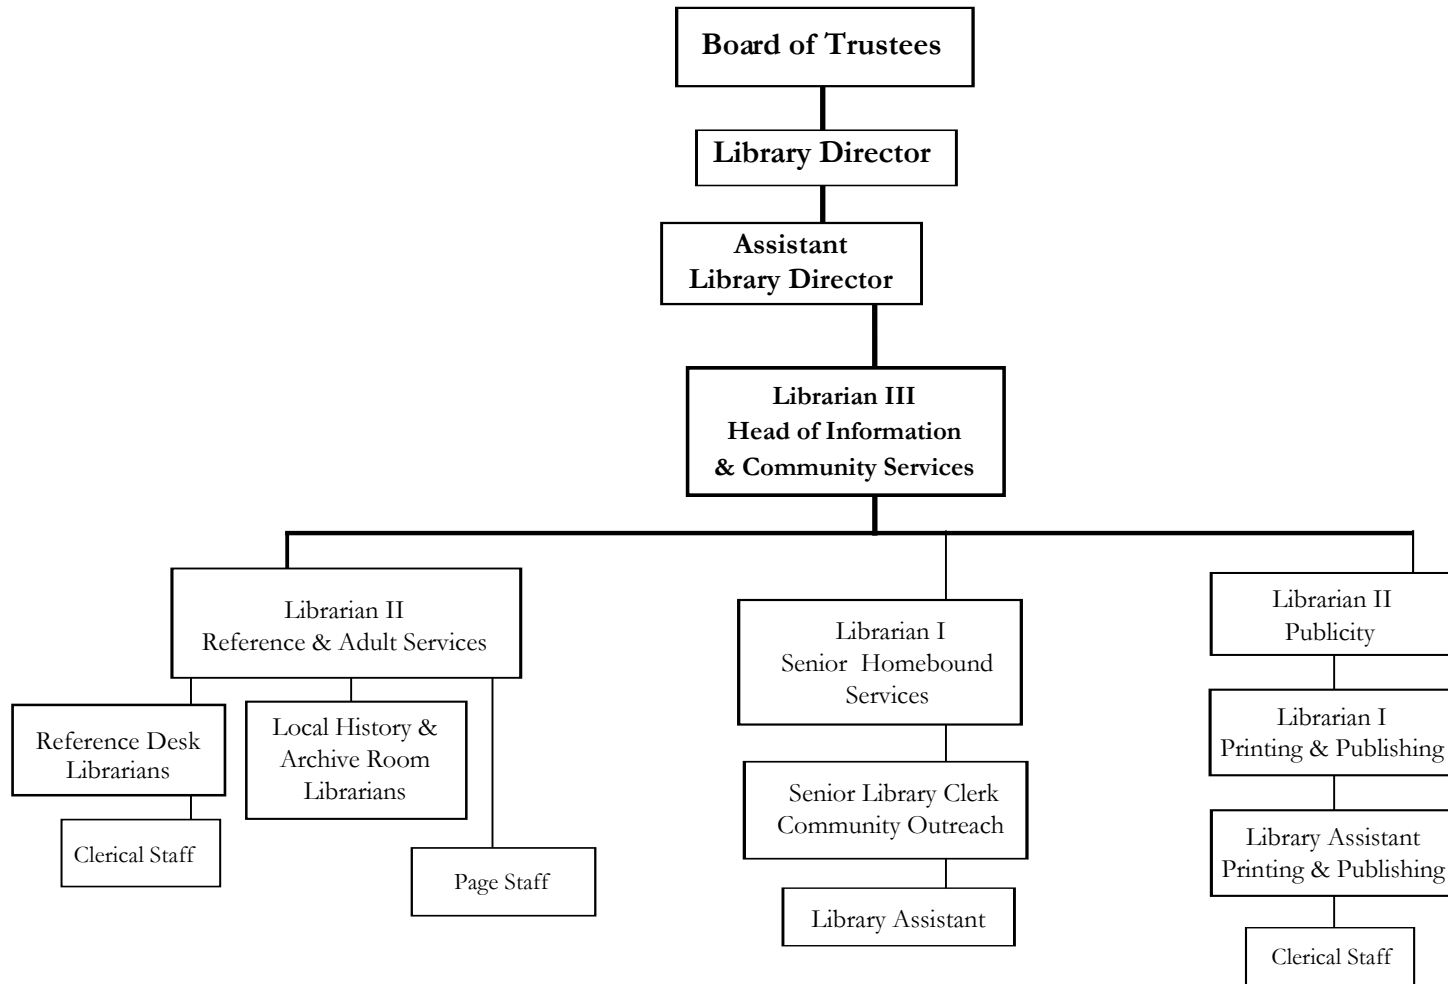 Board of Trustees
Library Director
Assistant
Library Director
Librarian III
Head of Information
& Community Services
Librarian II
Reference & Adult Services
Reference Desk
Librarians
Clerical Staff
Local History &
Archive Room
Librarians
Page Staff
Librarian I
Senior Homebound
Services
Senior Library Clerk
Community Outreach
Library Assistant
Librarian II
Publicity
Librarian I
Printing & Publishing
Library Assistant
Printing & Publishing
Clerical Staff